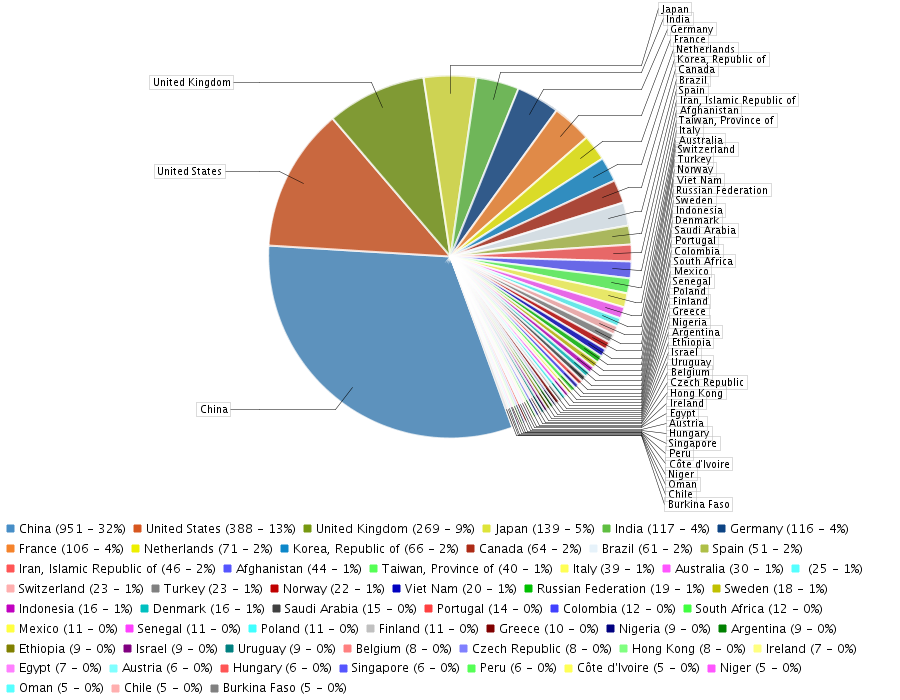 Japan
India
Germany
France
Netherlands
Korea, Republic of
Canada
Brazil
Spain
Iran, Islamic Republic of
Afghanistan
Taiwan, Province of
Italy
Australia
Switzerland
Turkey
Norway
Viet Nam
Russian Federation
Sweden
Indonesia
Denmark
Saudi Arabia
Portugal
Colombia
South Africa
Mexico
Senegal
Poland
Finland
Greece
Nigeria
Argentina
Ethiopia
Israel
Uruguay
Belgium
Czech Republic
Hong Kong
Ireland
Egypt
Austria
Hungary
Singapore
Peru
Côte d'Ivoire
Niger
Oman
Chile
Burkina Faso
United Kingdom
United States
China
China (951 - 32%) United States (388 - 13%) United Kingdom (269 - 9%) Japan (139 - 5%) India (117 - 4%) Germany (116 - 4%)
France (106 - 4%) Netherlands (71 - 2%) Korea, Republic of (66 - 2%) Canada (64 - 2%) Brazil (61 - 2%) Spain (51 - 2%)
Iran, Islamic Republic of (46 - 2%) Afghanistan (44 - 1%) Taiwan, Province of (40 - 1%) Italy (39 - 1%) Australia (30 - 1%) (25 - 1%)
Switzerland (23 - 1%) Turkey (23 - 1%) Norway (22 - 1%) Viet Nam (20 - 1%) Russian Federation (19 - 1%) Sweden (18 - 1%)
Indonesia (16 - 1%) Denmark (16 - 1%) Saudi Arabia (15 - 0%) Portugal (14 - 0%) Colombia (12 - 0%) South Africa (12 - 0%)
Mexico (11 - 0%) Senegal (11 - 0%) Poland (11 - 0%) Finland (11 - 0%) Greece (10 - 0%) Nigeria (9 - 0%) Argentina (9 - 0%)
Ethiopia (9 - 0%) Israel (9 - 0%) Uruguay (9 - 0%) Belgium (8 - 0%) Czech Republic (8 - 0%) Hong Kong (8 - 0%) Ireland (7 - 0%)
Egypt (7 - 0%) Austria (6 - 0%) Hungary (6 - 0%) Singapore (6 - 0%) Peru (6 - 0%) Côte d'Ivoire (5 - 0%) Niger (5 - 0%)
Oman (5 - 0%) Chile (5 - 0%) Burkina Faso (5 - 0%)